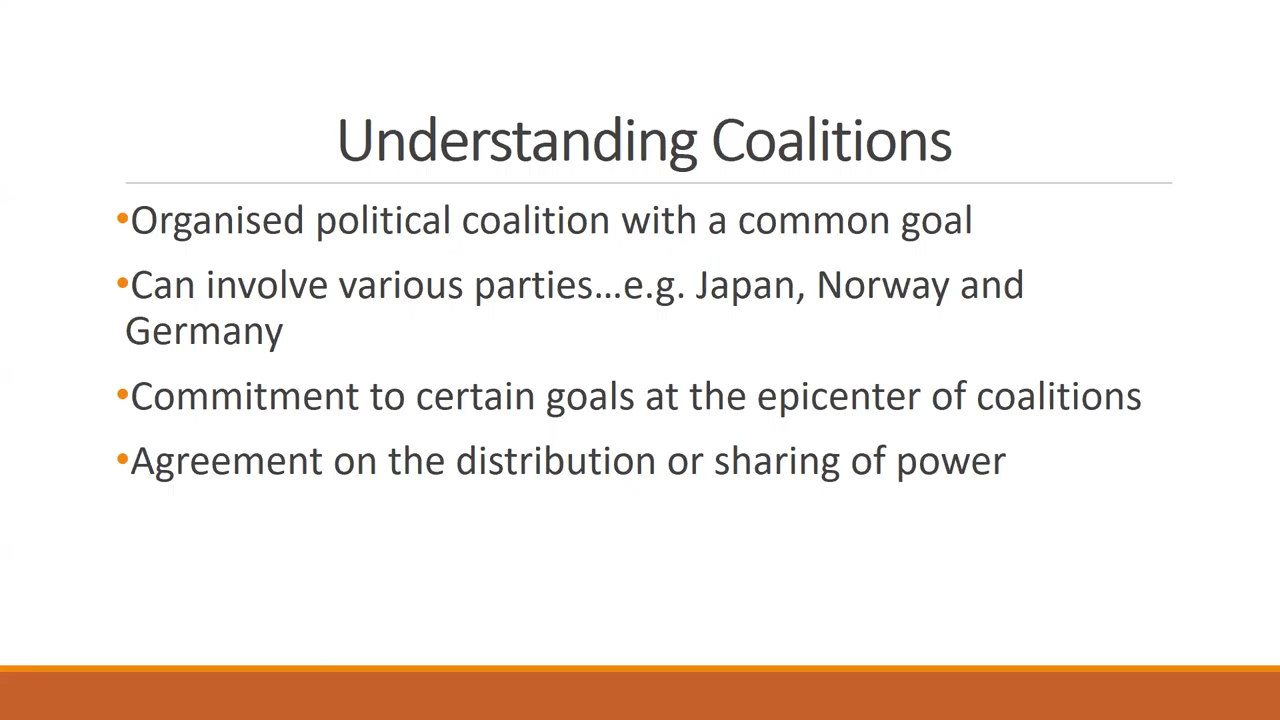 Understanding Coalitions
•Organised political coalition with a common goal
•Can involve various parties...e.g. Japan, Norway and
Germany
•Commitment to certain goals at the epicenter of coalitions
•Agreement on the distribution or sharing of power